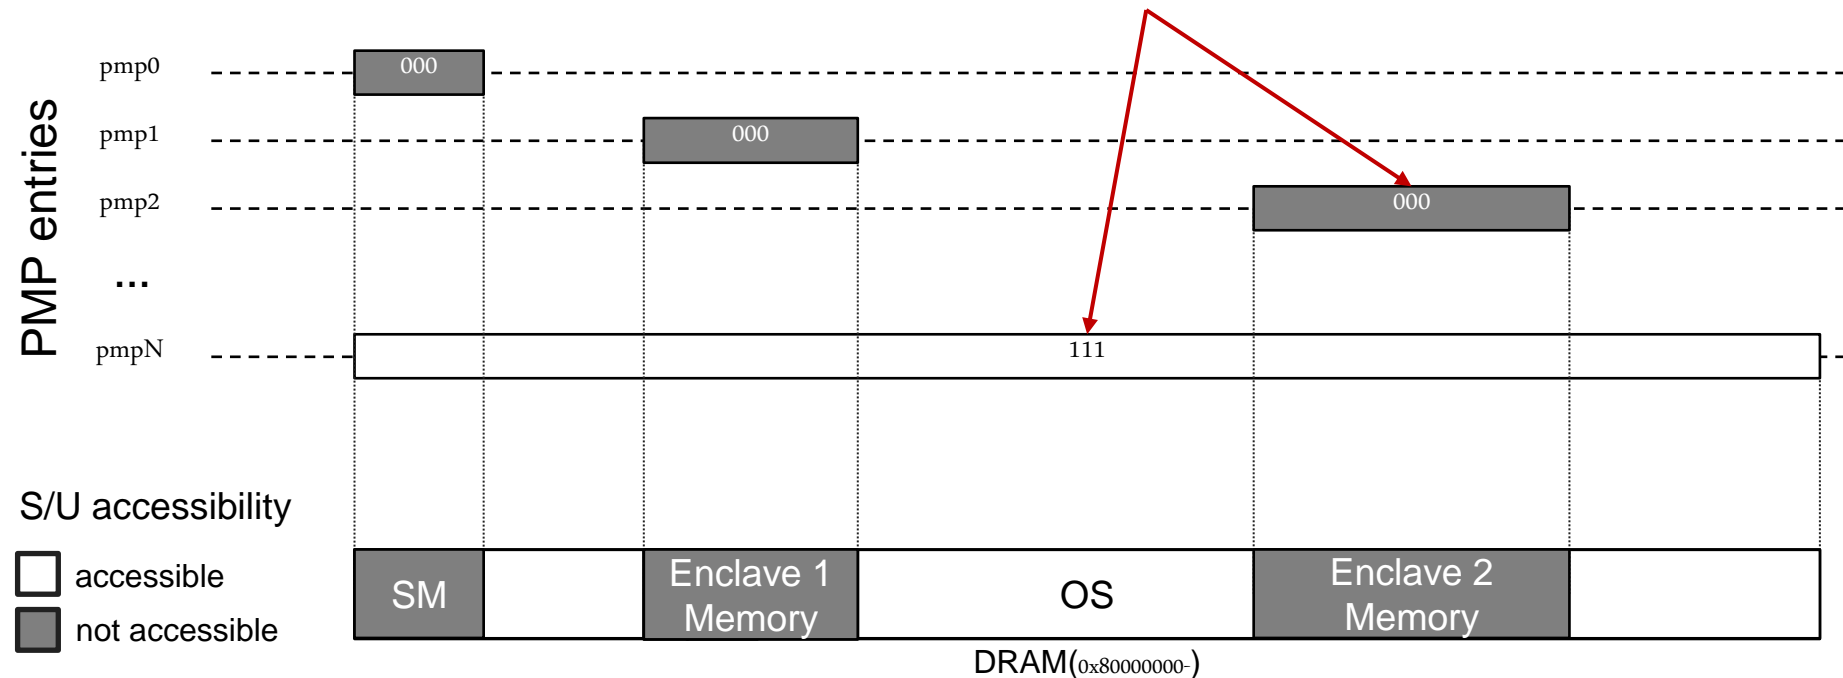 PMP entries
pmp0
000
pmp1
000
pmp2
000
...
pmpN
111
S/U accessibility
accessible
not accessible
SM
Enclave 1
Memory
OS
Enclave 2
Memory
DRAM(0x80000000-)